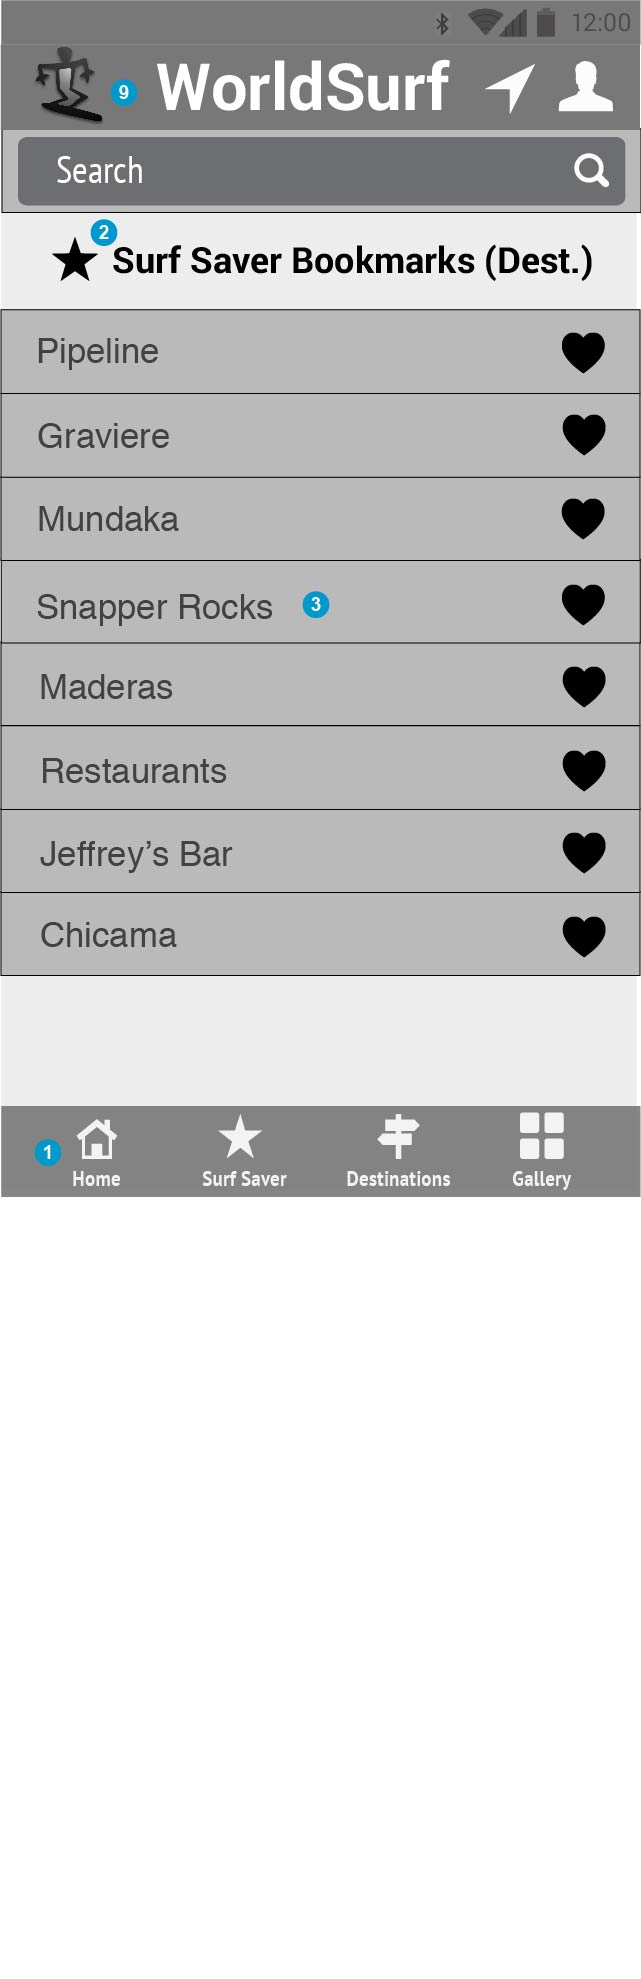 12:00
9 WorldSurf
Search
2
Surf Saver Bookmarks (Dest.)
Pipeline
Graviere
Mundaka
Snapper Rocks 3
Maderas
Restaurants
Jeffrey’s Bar
Chicama
1
Home Surf Saver Destinations Gallery